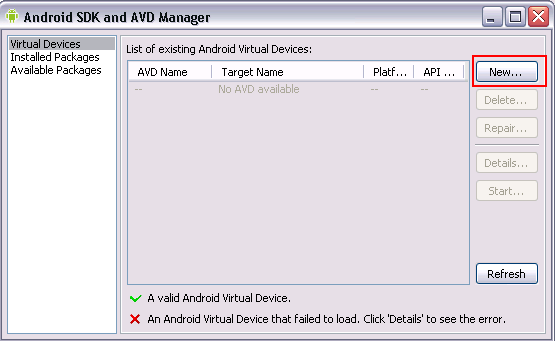 Android SDK and AVD Manager
Virtual Devices
Installed Packages
Available Packages
List of existing Android Virtual Devices:
AVD Name Target Name Platf... API ...
-- No AVD available -- --
New...
Delete...
Repair...
Details...
Start...
Refresh
A valid Android Virtual Device.
An Android Virtual Device that failed to load. Click 'Details' to see the error.